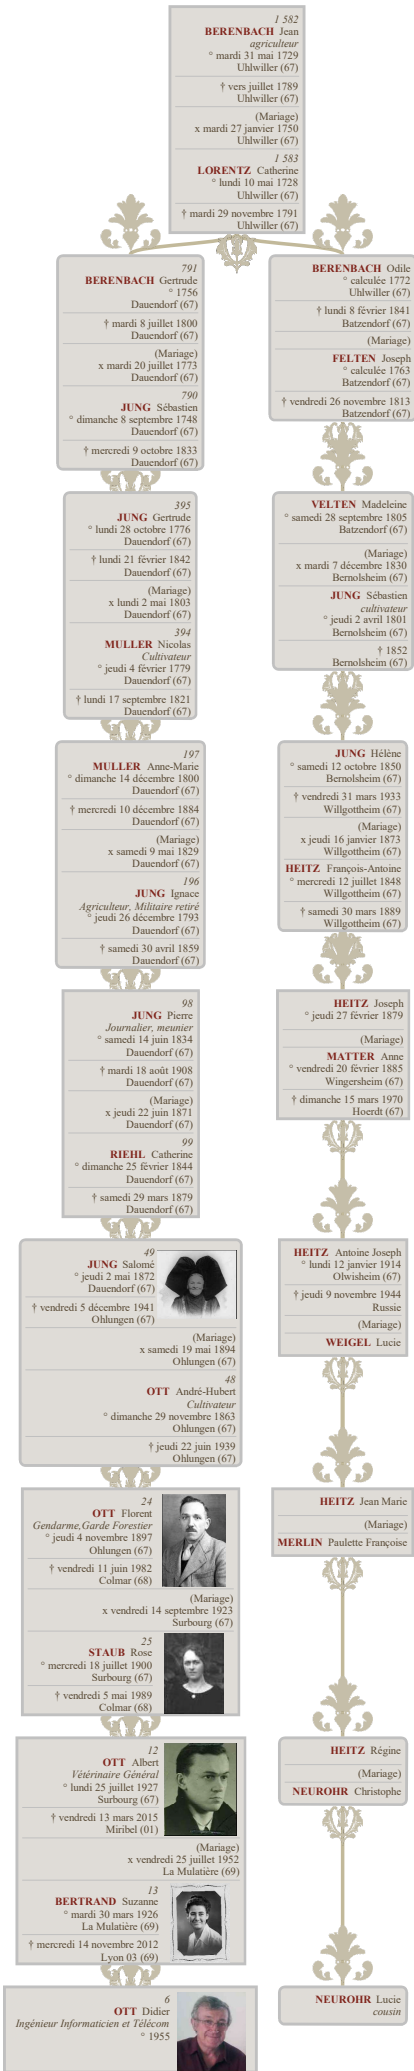 1 582
BERENBACH Jean
agriculteur
° mardi 31 mai 1729
Uhlwiller (67)
† vers juillet 1789
Uhlwiller (67)
(Mariage)
x mardi 27 janvier 1750
Uhlwiller (67)
1 583
LORENTZ Catherine
° lundi 10 mai 1728
Uhlwiller (67)
† mardi 29 novembre 1791
Uhlwiller (67)
791
BERENBACH Gertrude
° 1756
Dauendorf (67)
† mardi 8 juillet 1800
Dauendorf (67)
(Mariage)
x mardi 20 juillet 1773
Dauendorf (67)
790
JUNG Sébastien
° dimanche 8 septembre 1748
Dauendorf (67)
† mercredi 9 octobre 1833
Dauendorf (67)
395
JUNG Gertrude
° lundi 28 octobre 1776
Dauendorf (67)
† lundi 21 février 1842
Dauendorf (67)
(Mariage)
x lundi 2 mai 1803
Dauendorf (67)
394
MULLER Nicolas
Cultivateur
° jeudi 4 février 1779
Dauendorf (67)
† lundi 17 septembre 1821
Dauendorf (67)
197
MULLER Anne-Marie
° dimanche 14 décembre 1800
Dauendorf (67)
† mercredi 10 décembre 1884
Dauendorf (67)
(Mariage)
x samedi 9 mai 1829
Dauendorf (67)
196
JUNG Ignace
Agriculteur, Militaire retiré
° jeudi 26 décembre 1793
Dauendorf (67)
† samedi 30 avril 1859
Dauendorf (67)
98
JUNG Pierre
Journalier, meunier
° samedi 14 juin 1834
Dauendorf (67)
† mardi 18 août 1908
Dauendorf (67)
(Mariage)
x jeudi 22 juin 1871
Dauendorf (67)
99
RIEHL Catherine
° dimanche 25 février 1844
Dauendorf (67)
† samedi 29 mars 1879
Dauendorf (67)
49
JUNG Salomé
° jeudi 2 mai 1872
Dauendorf (67)
† vendredi 5 décembre 1941
Ohlungen (67)
(Mariage)
x samedi 19 mai 1894
Ohlungen (67)
48
OTT André-Hubert
Cultivateur
° dimanche 29 novembre 1863
Ohlungen (67)
† jeudi 22 juin 1939
Ohlungen (67)
24
OTT Florent
Gendarme,Garde Forestier
° jeudi 4 novembre 1897
Ohlungen (67)
† vendredi 11 juin 1982
Colmar (68)
(Mariage)
x vendredi 14 septembre 1923
Surbourg (67)
25
STAUB Rose
° mercredi 18 juillet 1900
Surbourg (67)
† vendredi 5 mai 1989
Colmar (68)
12
OTT Albert
Vétérinaire Général
° lundi 25 juillet 1927
Surbourg (67)
† vendredi 13 mars 2015
Miribel (01)
(Mariage)
x vendredi 25 juillet 1952
La Mulatière (69)
13
BERTRAND Suzanne
° mardi 30 mars 1926
La Mulatière (69)
† mercredi 14 novembre 2012
Lyon 03 (69)
6
OTT Didier
Ingénieur Informaticien et Télécom
° 1955
BERENBACH Odile
° calculée 1772
Uhlwiller (67)
† lundi 8 février 1841
Batzendorf (67)
(Mariage)
FELTEN Joseph
° calculée 1763
Batzendorf (67)
† vendredi 26 novembre 1813
Batzendorf (67)
VELTEN Madeleine
° samedi 28 septembre 1805
Batzendorf (67)
(Mariage)
x mardi 7 décembre 1830
Bernolsheim (67)
JUNG Sébastien
cultivateur
° jeudi 2 avril 1801
Bernolsheim (67)
† 1852
Bernolsheim (67)
JUNG Hélène
° samedi 12 octobre 1850
Bernolsheim (67)
† vendredi 31 mars 1933
Willgottheim (67)
(Mariage)
x jeudi 16 janvier 1873
Willgottheim (67)
HEITZ François-Antoine
° mercredi 12 juillet 1848
Willgottheim (67)
† samedi 30 mars 1889
Willgottheim (67)
HEITZ Joseph
° jeudi 27 février 1879
(Mariage)
MATTER Anne
° vendredi 20 février 1885
Wingersheim (67)
† dimanche 15 mars 1970
Hoerdt (67)
HEITZ Antoine Joseph
° lundi 12 janvier 1914
Olwisheim (67)
† jeudi 9 novembre 1944
Russie
(Mariage)
WEIGEL Lucie
HEITZ Jean Marie
(Mariage)
MERLIN Paulette Françoise
HEITZ Régine
(Mariage)
NEUROHR Christophe
NEUROHR Lucie
cousin